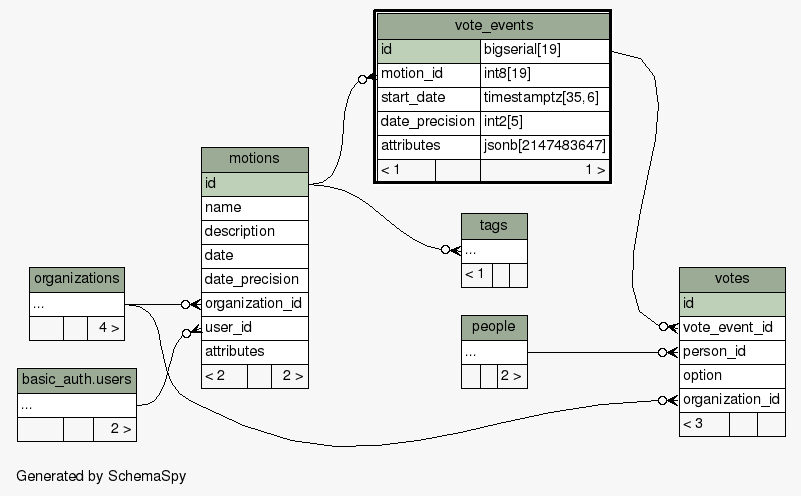 vote_events
id bigserial[19]
motion_id int8[19]
start_date timestamptz[35,6]
date_precision int2[5]
attributes jsonb[2147483647]
< 1 1 >
motions
id
name
description
date
date_precision
organization_id
user_id
attributes
< 2 2 >
tags
...
< 1
organizations
...
4 >
people
...
2 >
basic_auth.users
...
2 >
votes
id
vote_event_id
person_id
option
organization_id
< 3
Generated by SchemaSpy